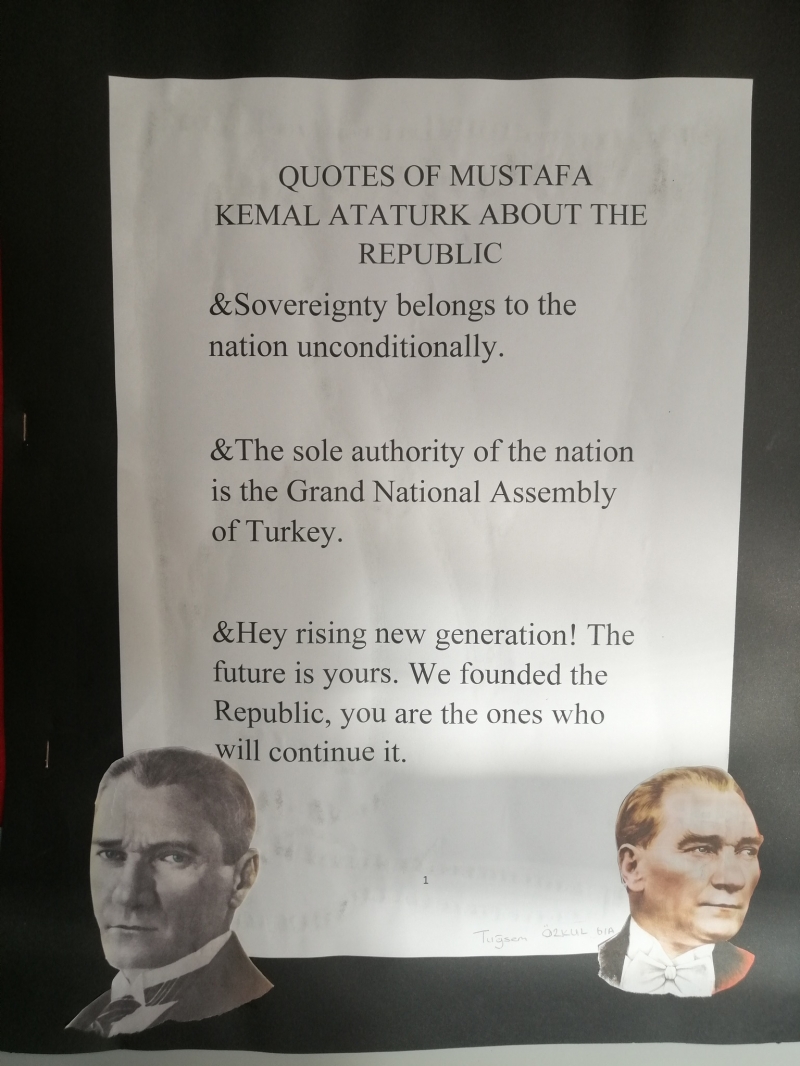 QUOTES OF MUSTAFA
KEMAL ATATURK ABOUT THE
REPUBLIC
&Sovereignty belongs to the
nation unconditionally.
&The sole authority of the nation
is the Grand National Assembly
of Turkey.
&Hey rising new generation! The
future is yours. We founded the
Republic, you are the ones who
will continue it.
1
Tuğsem ÖZKUL